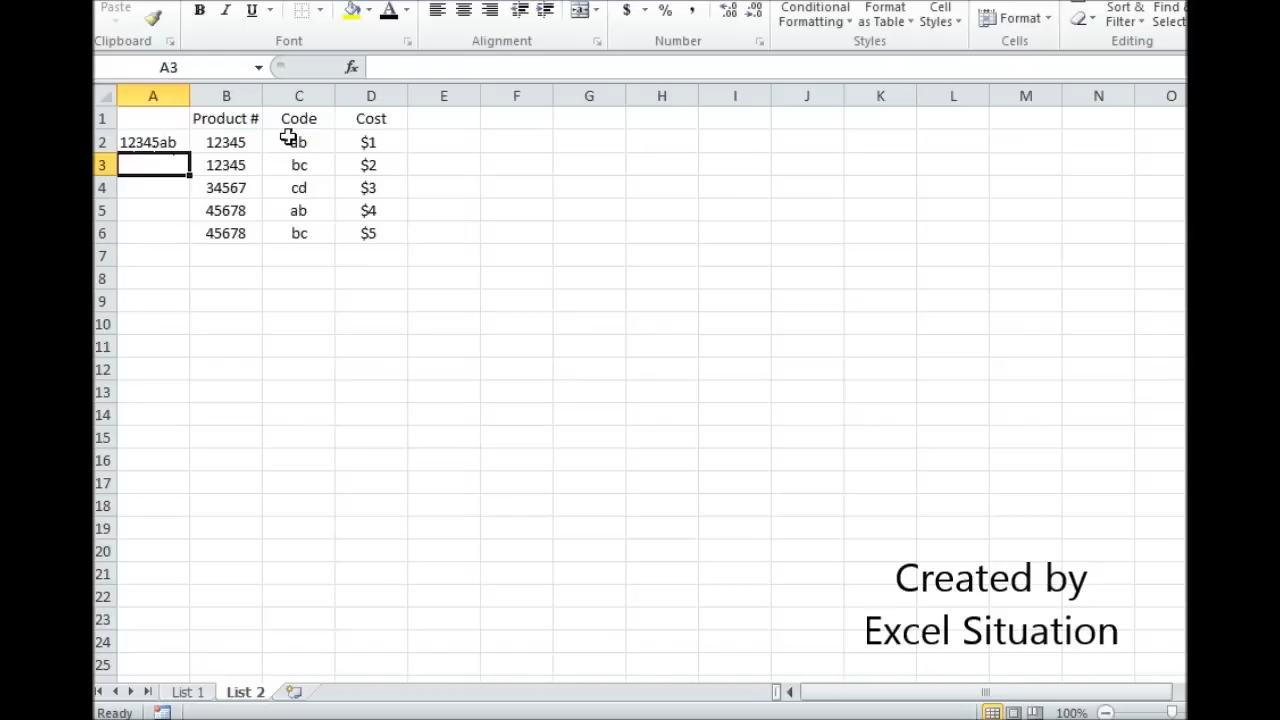 Paste
B I U A $ % ,
Conditional Formatting
Format as Table
Cell Styles
Format
Sort & Filter
Find & Select
Clipboard Font Alignment Number Styles Cells Editing
A3 fx
A B C D E F G H I J K L M N O
1 Product # Code Cost
2 12345ab 12345 ab $1
3 12345 bc $2
4 34567 cd $3
5 45678 ab $4
6 45678 bc $5
7
8
9
10
11
12
13
14
15
16
17
18
19
20
21
22
23
24
25
Created by
Excel Situation
List 1 List 2
Ready 100%